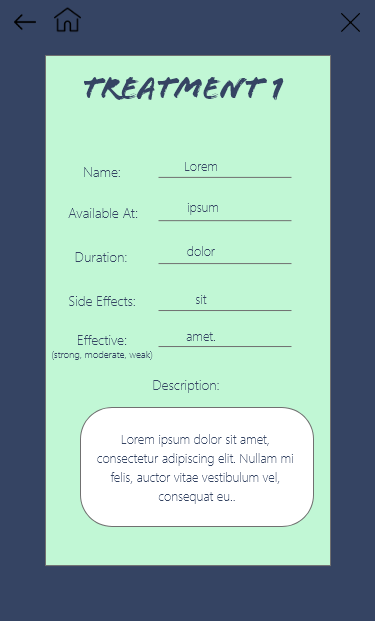 TREATMENT 1
Name: Lorem
Available At: ipsum
Duration: dolor
Side Effects: sit
Effective: amet.
(strong, moderate, weak)
Description:
Lorem ipsum dolor sit amet,
consectetur adipiscing elit. Nullam mi
felis, auctor vitae vestibulum vel,
consequat eu..